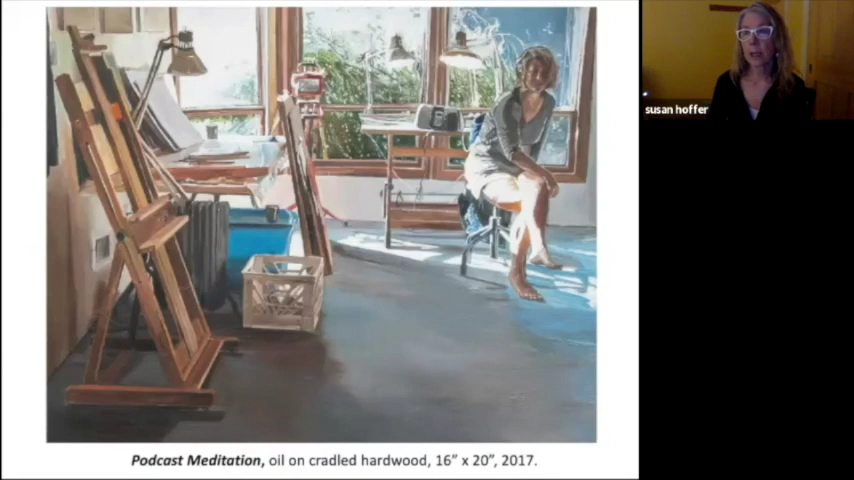 susan hoffer
Podcast Meditation, oil on cradled hardwood, 16” x 20”, 2017.